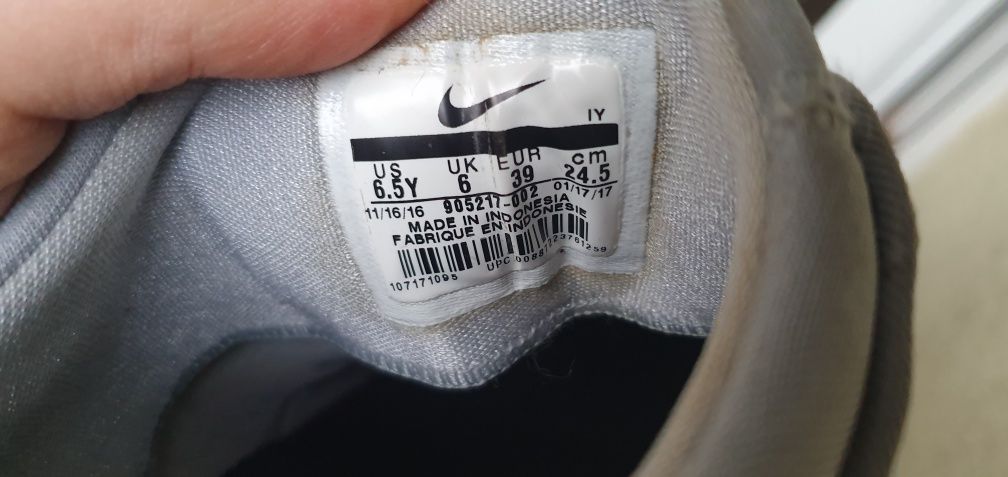 IY
US UK EUR cm
6.5Y 6 39 24.5
11/16/16 905217-002 01/17/17
MADE IN INDONESIA
FABRIQUE EN INDONESIE
107171095 UPC